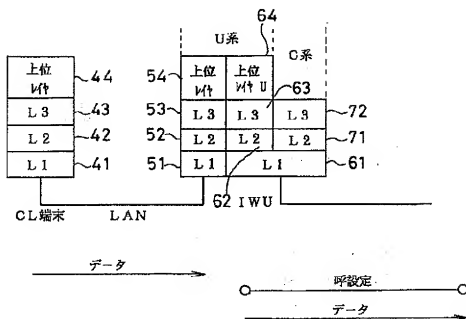 U系 64
C系
上位 レイヤ 44
54 上位 レイヤ 上位 レイヤ U 63
L3 43
53 L3 L3 L3 72
L2 42
52 L2 L2 L2 71
L1 41
51 L1 L1 61
62 IWU
CL端末 LAN
データ
呼設定
データ